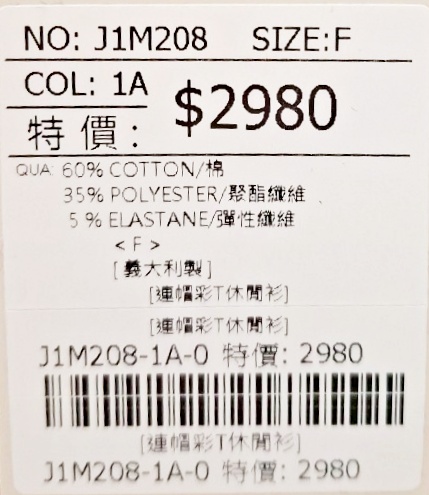 NO: J1M208 SIZE:F
COL: 1A
特價: $2980
QUA: 60% COTTON/棉
35% POLYESTER/聚酯纖維
5% ELASTANE/彈性纖維
<F>
[義大利製]
[連帽彩T休閒衫]
[連帽彩T休閒衫]
J1M208-1A-0 特價: 2980
[連帽彩T休閒衫]
J1M208-1A-0 特價: 2980